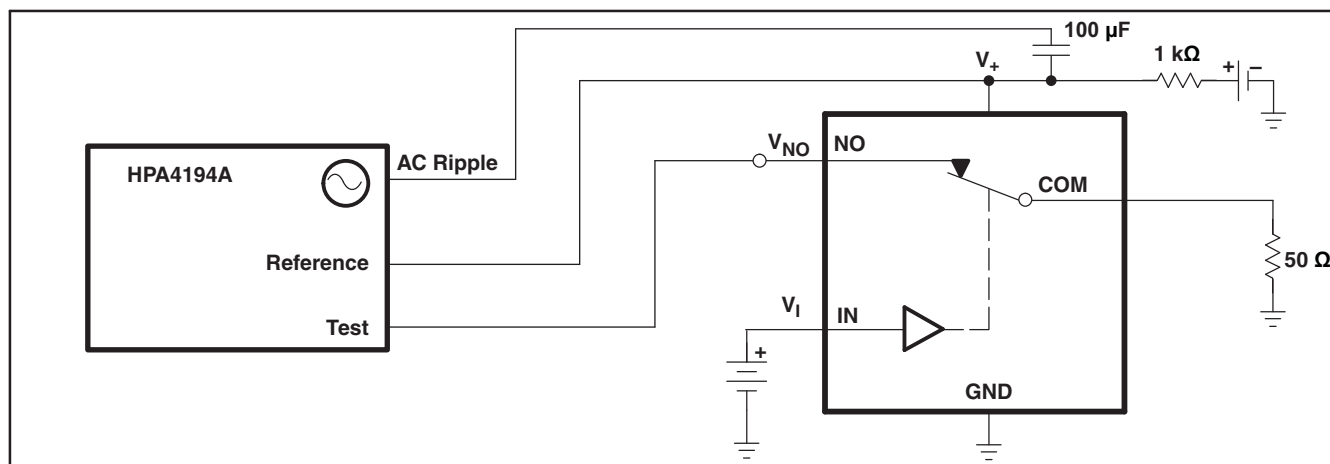 100 µF
V+
1 kΩ
+ −
HPA4194A
AC Ripple
VNO
NO
COM
Reference
50 Ω
Test
VI
IN
+
GND